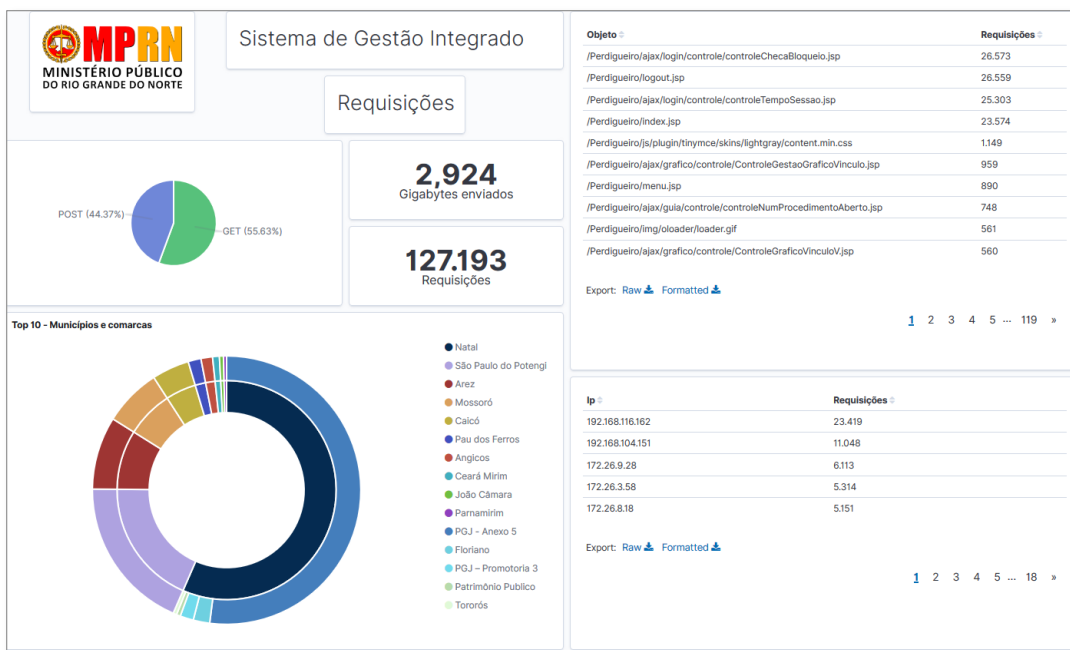 MPRN
MINISTÉRIO PÚBLICO
DO RIO GRANDE DO NORTE
Sistema de Gestão Integrado
Requisições
POST (44.37%)
GET (55.63%)
2,924
Gigabytes enviados
127.193
Requisições
Top 10 - Municípios e comarcas
Natal
São Paulo do Potengi
Arez
Mossoró
Caicó
Pau dos Ferros
Angicos
Ceará Mirim
João Câmara
Parnamirim
PGJ - Anexo 5
Floriano
PGJ – Promotoria 3
Patrimônio Publico
Tororós
Objeto Requisições
/Perdigueiro/ajax/login/controle/controleChecaBloqueio.jsp 26.573
/Perdigueiro/logout.jsp 26.559
/Perdigueiro/ajax/login/controle/controleTempoSessao.jsp 25.303
/Perdigueiro/index.jsp 23.574
/Perdigueiro/js/plugin/tinymce/skins/lightgray/content.min.css 1.149
/Perdigueiro/ajax/grafico/controle/ControleGestaoGraficoVinculo.jsp 959
/Perdigueiro/menu.jsp 890
/Perdigueiro/ajax/guia/controle/controleNumProcedimentoAberto.jsp 748
/Perdigueiro/img/oloader/loader.gif 561
/Perdigueiro/ajax/grafico/controle/ControleGraficoVinculoV.jsp 560
Export: Raw Formatted
1 2 3 4 5 ... 119 »
Ip Requisições
192.168.116.162 23.419
192.168.104.151 11.048
172.26.9.28 6.113
172.26.3.58 5.314
172.26.8.18 5.151
Export: Raw Formatted
1 2 3 4 5 ... 18 »